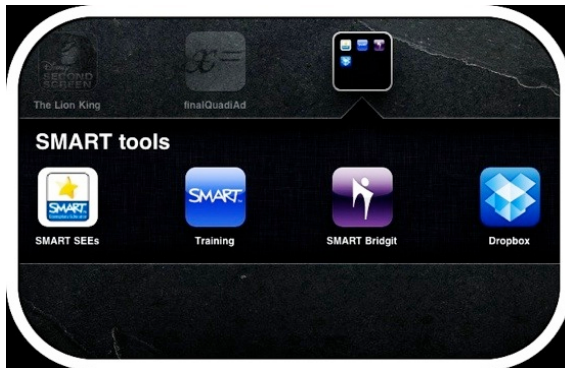 Disney
SECOND
SCREEN
x=
The Lion King
finalQuadiAd
SMART tools
SMART
SMART
SMART SEEs
Training
SMART Bridgit
Dropbox